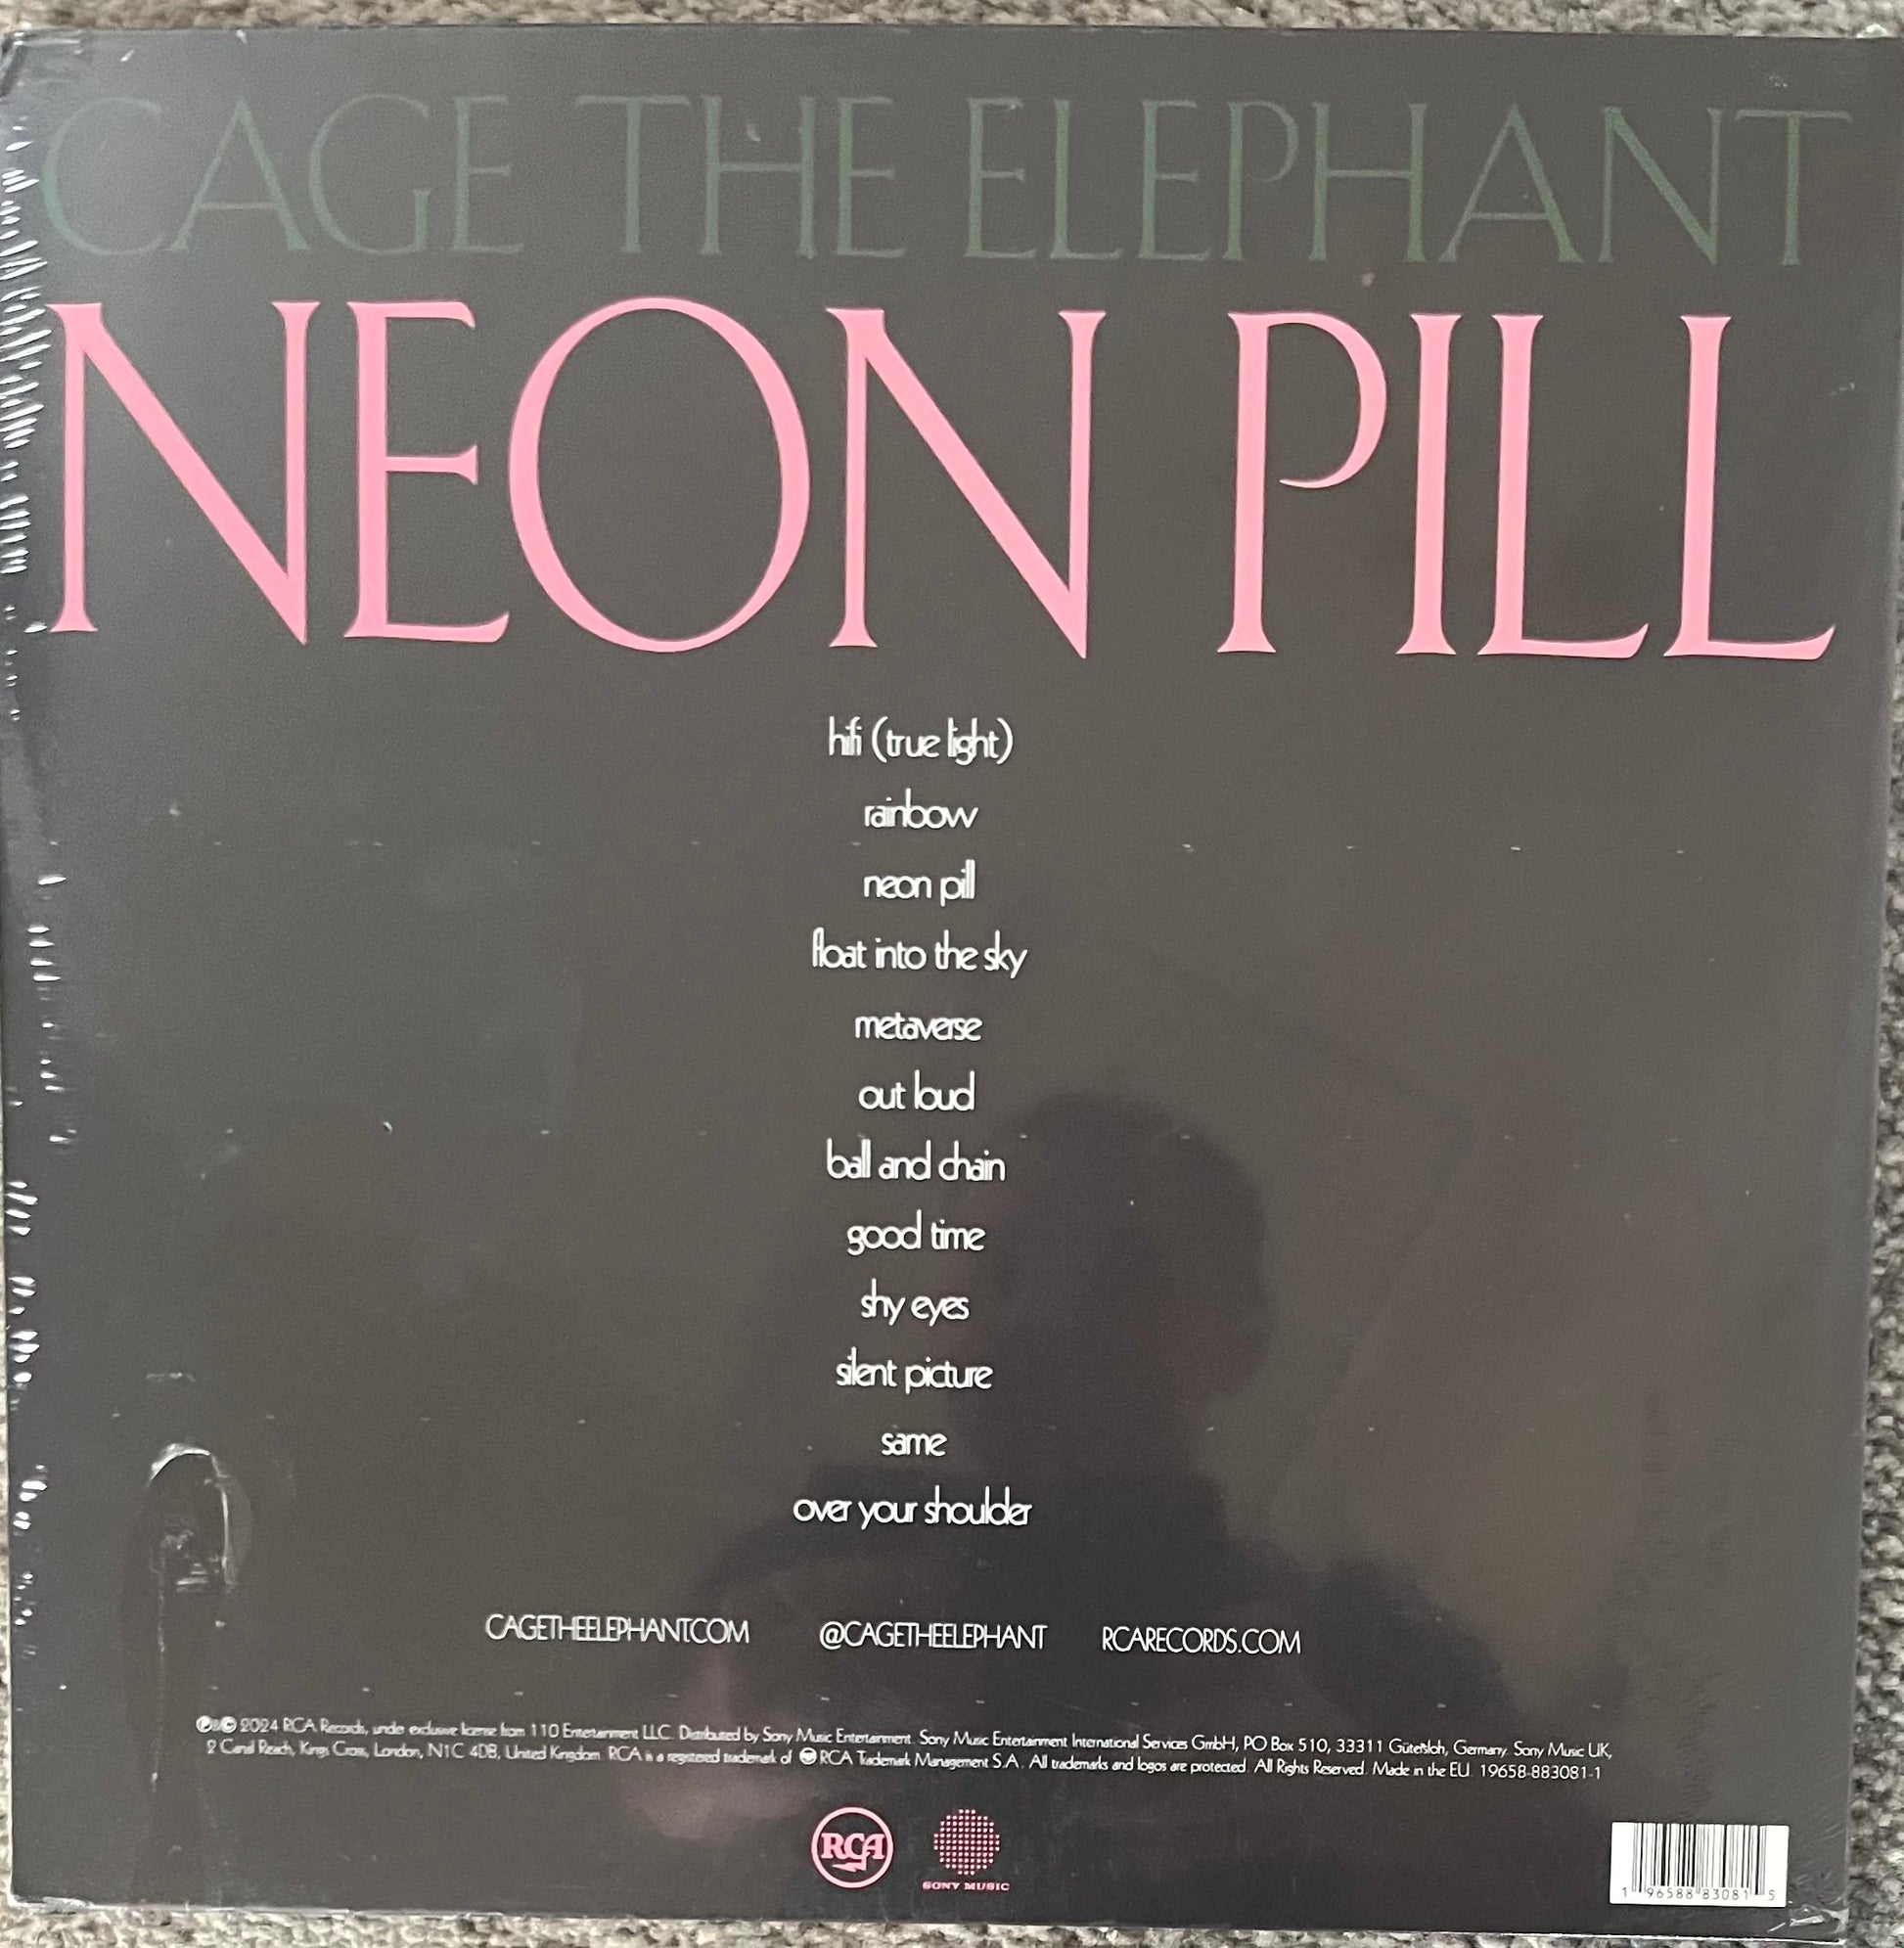 CAGE THE ELEPHANT
NEON PILL
hifi (true light)
rainbow
neon pill
float into the sky
metaverse
out loud
ball and chain
good time
shy eyes
silent picture
same
over your shoulder
CAGETHEELEPHANT.COM @CAGETHEELEPHANT RCARECORDS.COM
℗&© 2024 RCA Records, under exclusive license from 110 Entertainment LLC. Distributed by Sony Music Entertainment. Sony Music Entertainment International Services GmbH, PO Box 510, 33311 Gütersloh, Germany. Sony Music UK,
2 Canal Reach, Kings Cross, London, N1C 4DB, United Kingdom. RCA is a registered trademark of RCA Trademark Management S.A. All trademarks and logos are protected. All Rights Reserved. Made in the EU. 19658-883081-1
RCA
SONY MUSIC
1 96588 83081 5